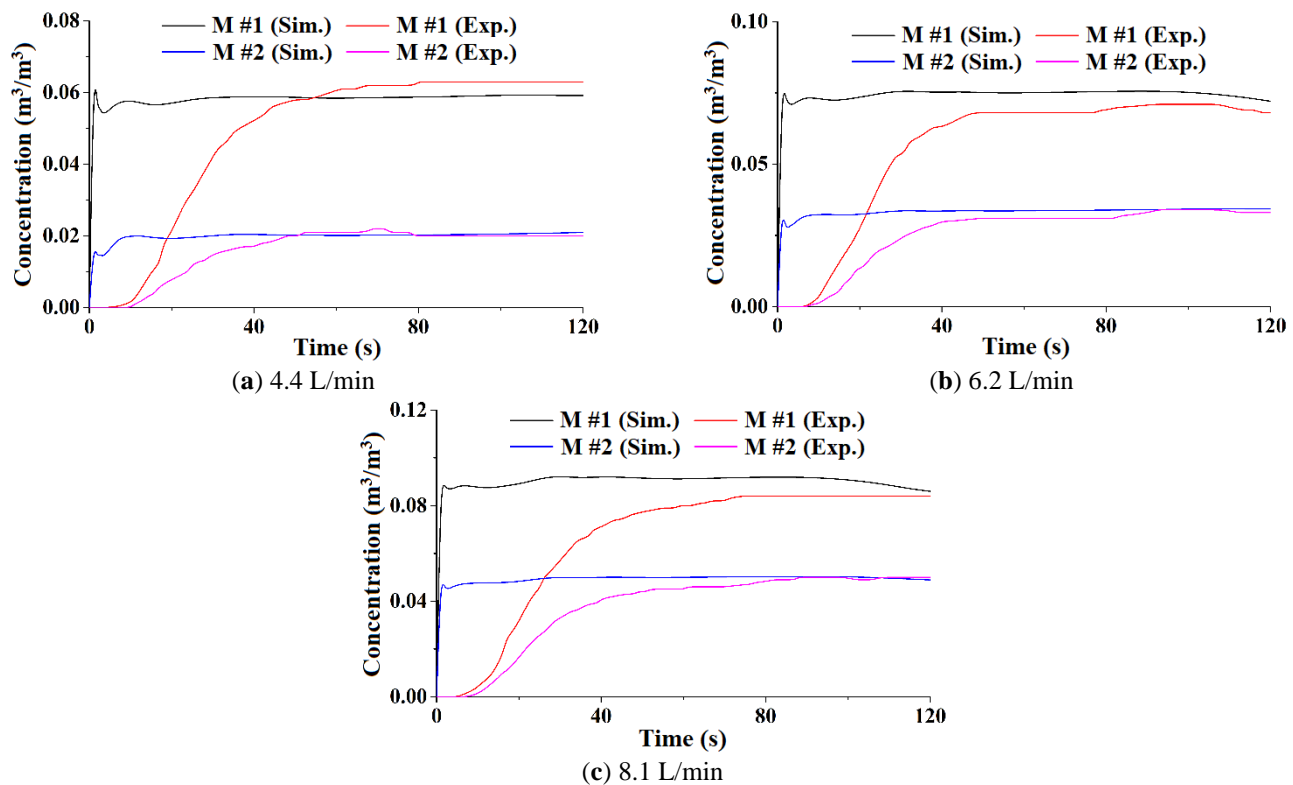 M #1 (Sim.) M #1 (Exp.)
M #2 (Sim.) M #2 (Exp.)
Concentration (m³/m³)
0.08
0.06
0.04
0.02
0.00
0 40 80 120
Time (s)
(a) 4.4 L/min
M #1 (Sim.) M #1 (Exp.)
M #2 (Sim.) M #2 (Exp.)
Concentration (m³/m³)
0.10
0.05
0.00
0 40 80 120
Time (s)
(b) 6.2 L/min
M #1 (Sim.) M #1 (Exp.)
M #2 (Sim.) M #2 (Exp.)
Concentration (m³/m³)
0.12
0.08
0.04
0.00
0 40 80 120
Time (s)
(c) 8.1 L/min